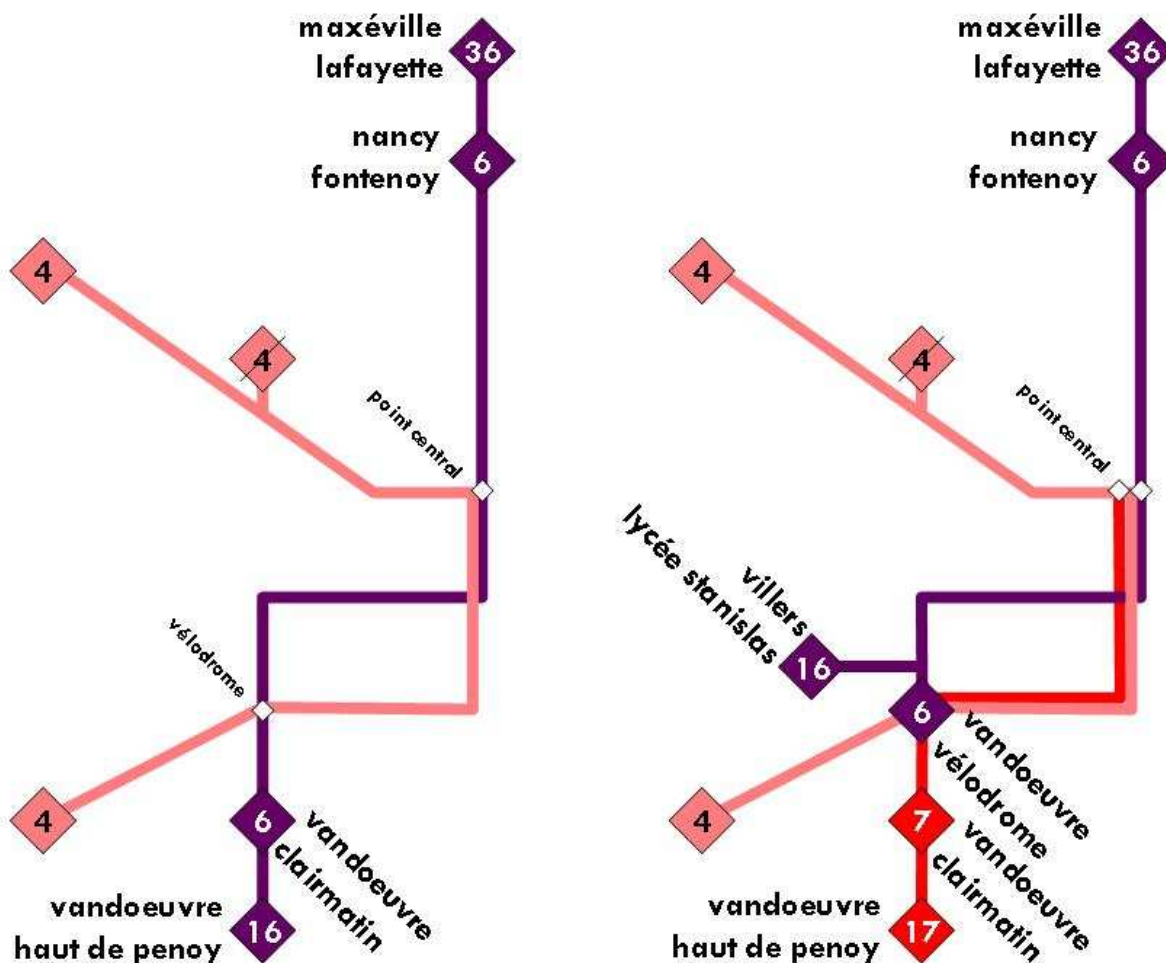 maxéville
lafayette
36
nancy
fontenoy
6
4
4
point central
vélodrome
4
6
vandoeuvre
clairmatin
vandoeuvre
haut de penoy
16
maxéville
lafayette
36
nancy
fontenoy
6
4
4
point central
villers
lycée stanislas
16
6
vandoeuvre
vélodrome
4
7
vandoeuvre
clairmatin
vandoeuvre
haut de penoy
17